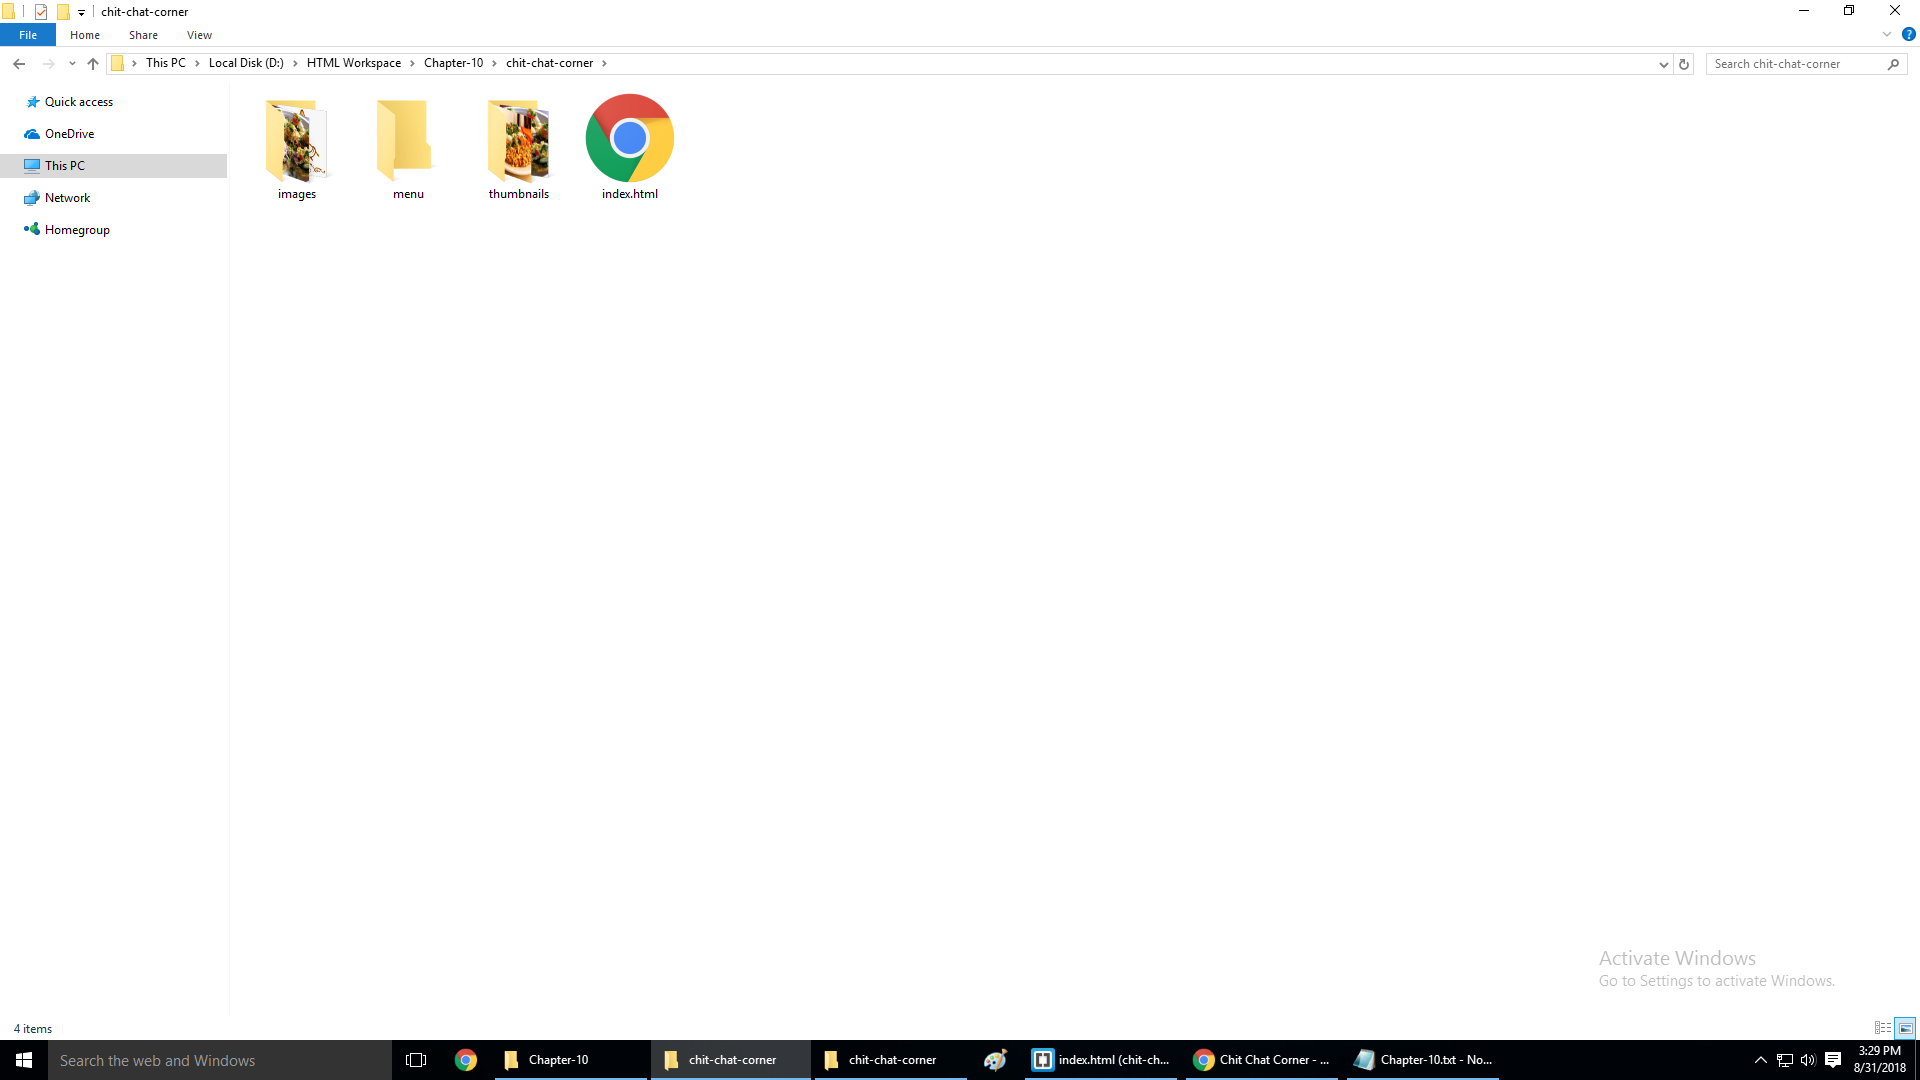 chit-chat-corner
File Home Share View
This PC Local Disk (D:) HTML Workspace Chapter-10 chit-chat-corner
Search chit-chat-corner
Quick access
OneDrive
This PC
Network
Homegroup
images menu thumbnails index.html
Activate Windows
Go to Settings to activate Windows.
4 items
Search the web and Windows
Chapter-10
chit-chat-corner
chit-chat-corner
index.html (chit-ch...
Chit Chat Corner - ...
Chapter-10.txt - No...
3:29 PM
8/31/2018